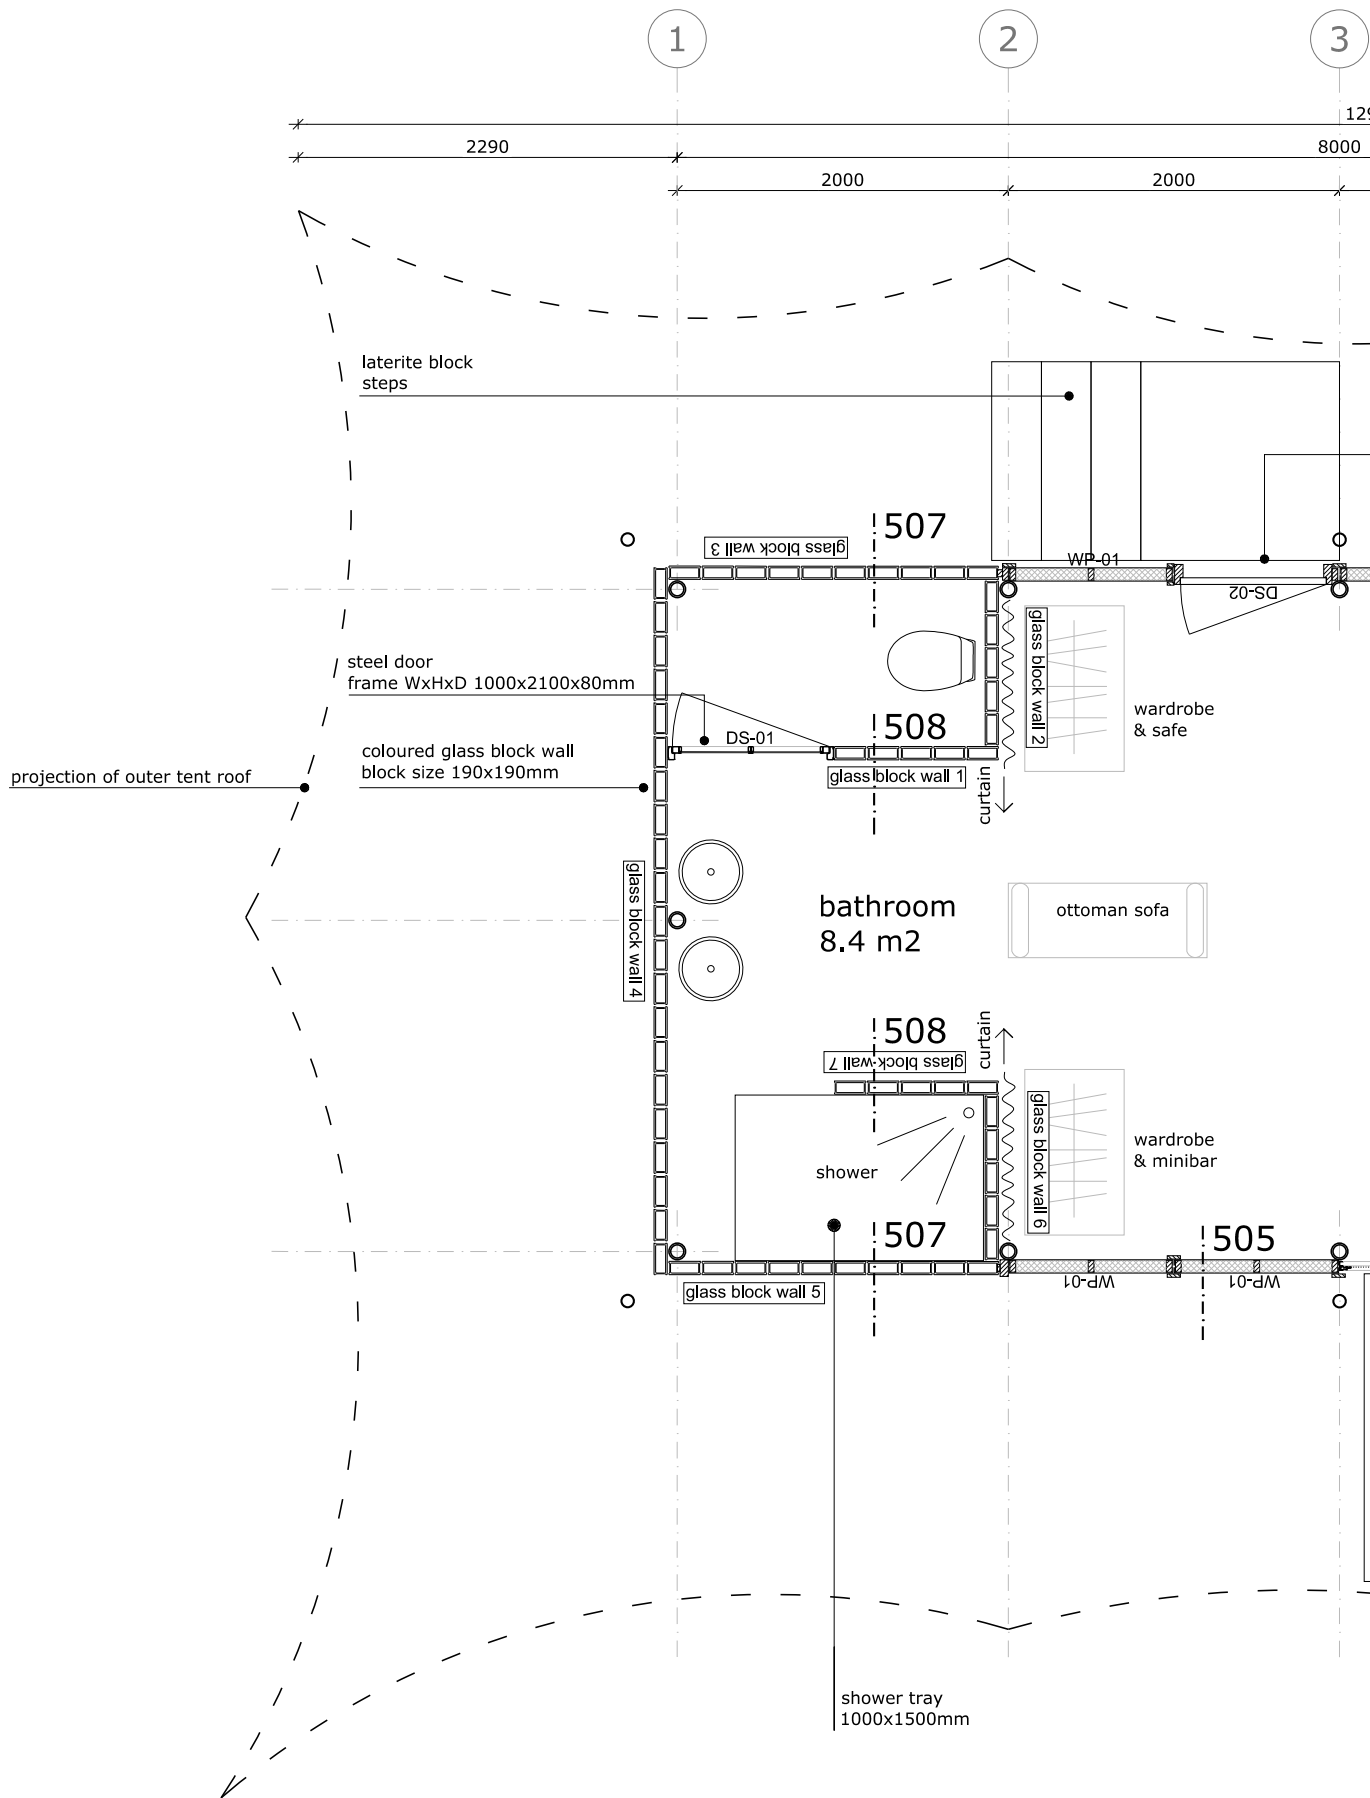 1
2
3
129
2290
8000
2000
2000
laterite block
steps
507
glass block wall 3
WP-01
DS-02
glass block wall 2
steel door
frame WxHxD 1000x2100x80mm
wardrobe
& safe
508
DS-01
coloured glass block wall
block size 190x190mm
projection of outer tent roof
glass block wall 1
curtain
glass block wall 4
bathroom
8.4 m2
ottoman sofa
508
curtain
glass block wall 7
glass block wall 6
wardrobe
& minibar
shower
507
505
glass block wall 5
WP-01
WP-01
shower tray
1000x1500mm